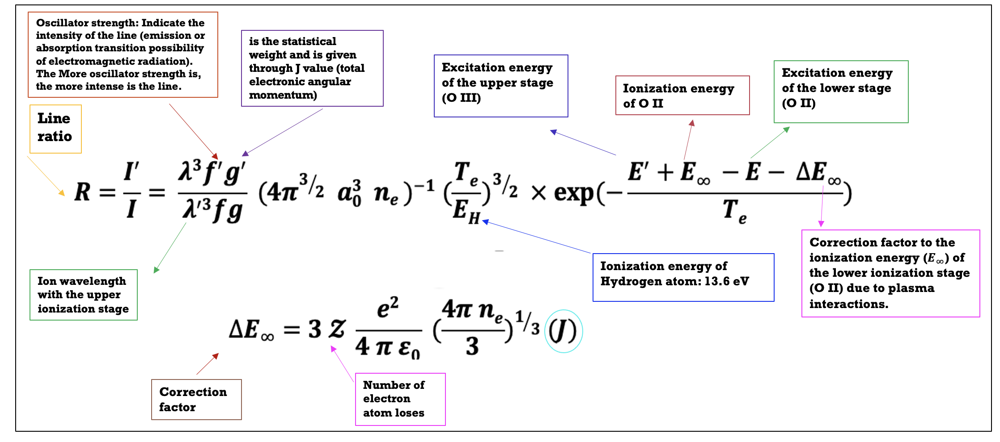 Oscillator strength: Indicate the
intensity of the line (emission or
absorption transition possibility
of electromagnetic radiation).
The More oscillator strength is,
the more intense is the line.
is the statistical
weight and is given
through J value (total
electronic angular
momentum)
Excitation energy
of the upper stage
(O III)
Ionization energy
of O II
Excitation energy
of the lower stage
(O II)
Line
ratio
R = I′/I = λ³f′g′/λ′³fg (4π^3/2 a₀³ nₑ)⁻¹ (Tₑ/E_H)^3/2 × exp(−(E′ + E∞ − E − ΔE∞)/Tₑ)
Ion wavelength
with the upper
ionization stage
Ionization energy of
Hydrogen atom: 13.6 eV
Correction factor to the
ionization energy (E∞) of
the lower ionization stage
(O II) due to plasma
interactions.
ΔE∞ = 3 Z e²/4 π ε₀ (4π nₑ/3)^1/3 (J)
Correction
factor
Number of
electron
atom loses